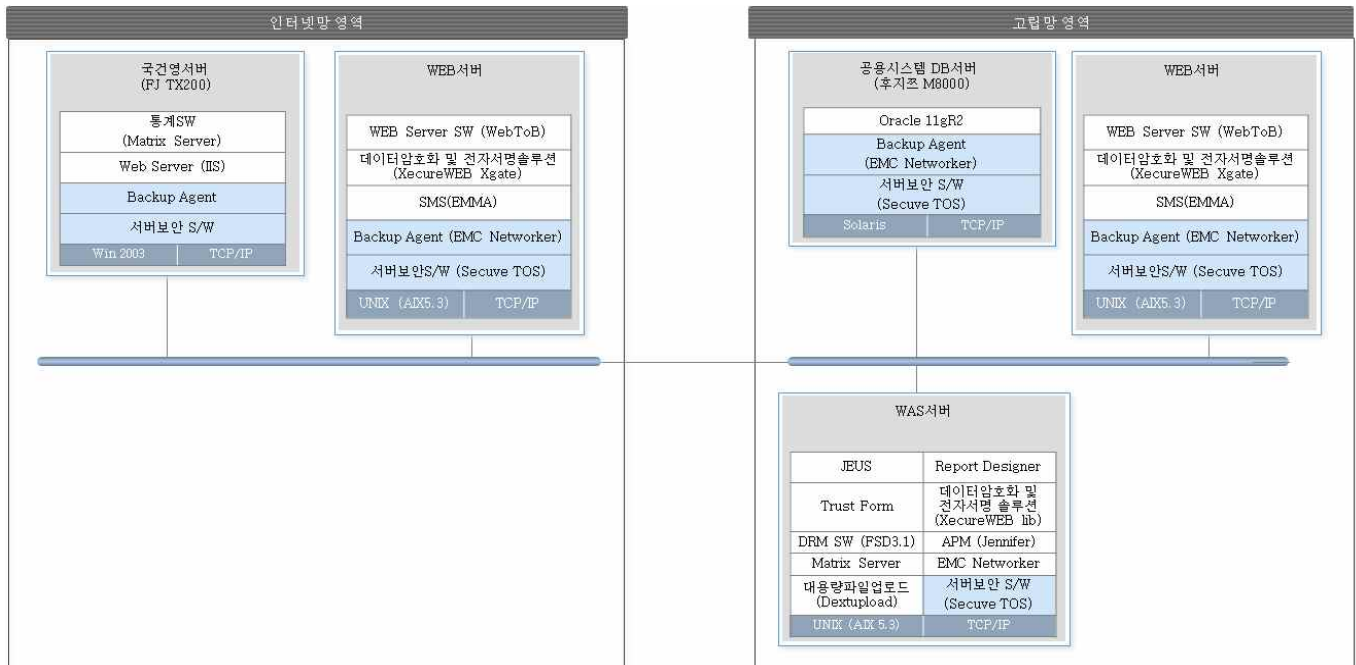 인터넷망 영역
국건영서버
(FJ TX200)
통계SW
(Matrix Server)
Web Server (IIS)
Backup Agent
서버보안 S/W
Win 2003
TCP/IP
WEB서버
WEB Server SW (WebToB)
데이터암호화 및 전자서명솔루션
(XecureWEB Xgate)
SMS(EMMA)
Backup Agent (EMC Networker)
서버보안S/W (Secuve TOS)
UNIX (AIX5.3)
TCP/IP
고립망 영역
공용시스템 DB서버
(후지쯔 M8000)
Oracle 11gR2
Backup Agent
(EMC Networker)
서버보안 S/W
(Secuve TOS)
Solaris
TCP/IP
WEB서버
WEB Server SW (WebToB)
데이터암호화 및 전자서명솔루션
(XecureWEB Xgate)
SMS(EMMA)
Backup Agent (EMC Networker)
서버보안S/W (Secuve TOS)
UNIX (AIX5.3)
TCP/IP
WAS서버
JEUS
Report Designer
Trust Form
데이터암호화 및
전자서명 솔루션
(XecureWEB lib)
DRM SW (FSD3.1)
APM (Jennifer)
Matrix Server
EMC Networker
대용량파일업로드
(Dextupload)
서버보안 S/W
(Secuve TOS)
UNIX (AIX 5.3)
TCP/IP